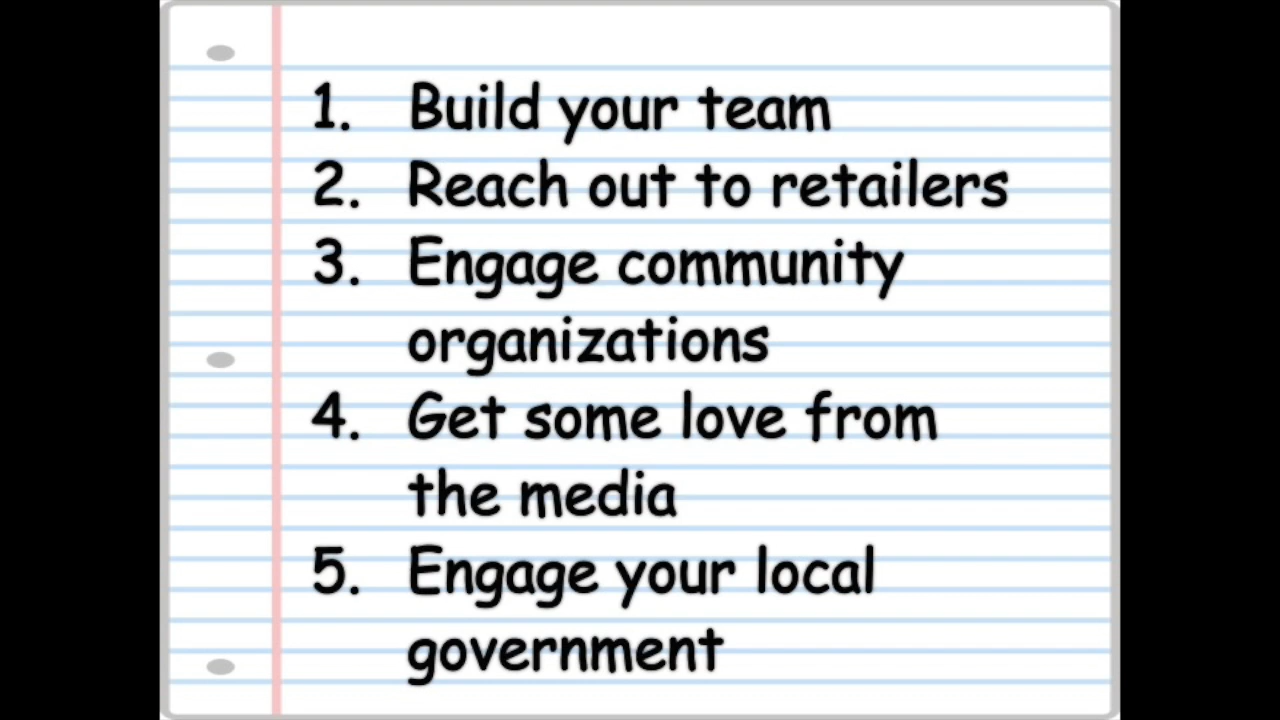 1. Build your team
2. Reach out to retailers
3. Engage community
organizations
4. Get some love from
the media
5. Engage your local
government